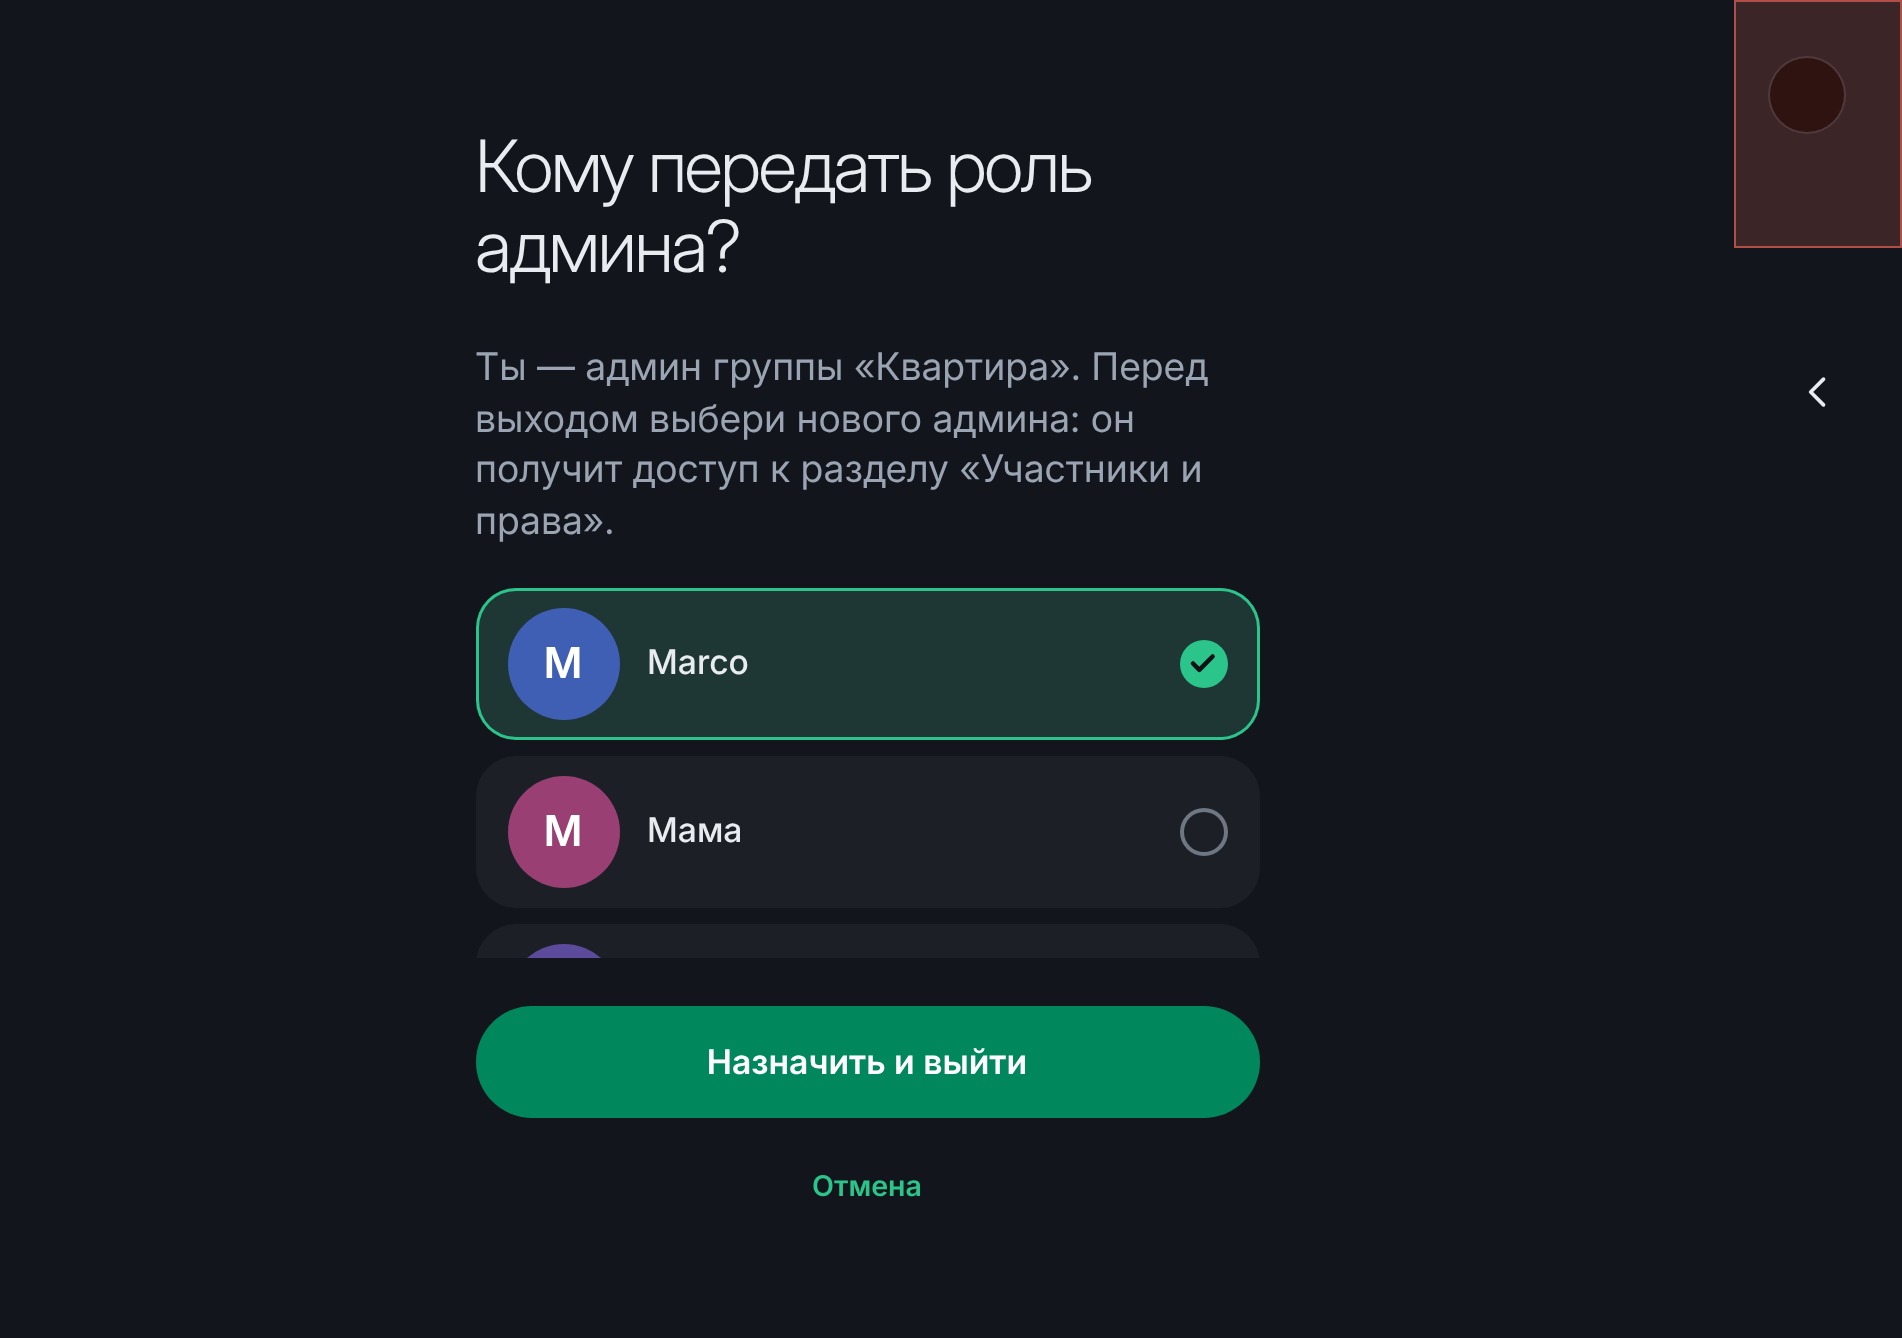 Кому передать роль
админа?
Ты — админ группы «Квартира». Перед
выходом выбери нового админа: он
получит доступ к разделу «Участники и
права».
M
Marco
М
Мама
Назначить и выйти
Отмена